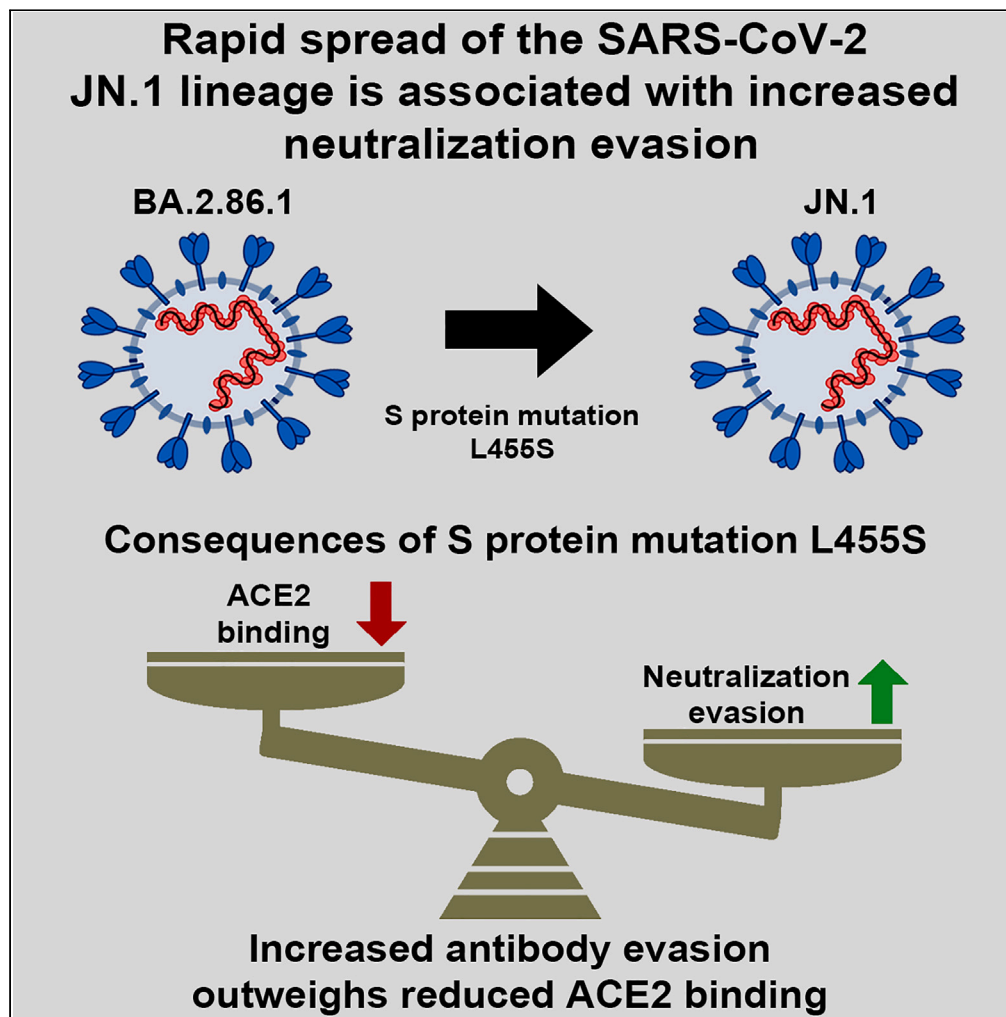 Rapid spread of the SARS-CoV-2
JN.1 lineage is associated with increased
neutralization evasion
BA.2.86.1
JN.1
S protein mutation
L455S
Consequences of S protein mutation L455S
ACE2
binding
Neutralization
evasion
Increased antibody evasion
outweighs reduced ACE2 binding